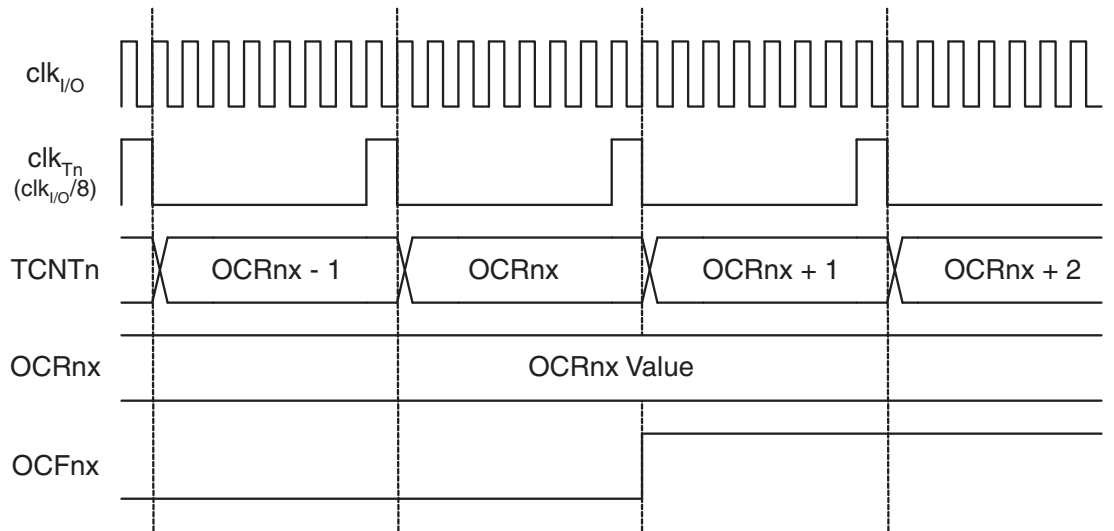 clkI/O
clkTn
(clkI/O/8)
TCNTn OCRnx - 1 OCRnx OCRnx + 1 OCRnx + 2
OCRnx OCRnx Value
OCFnx